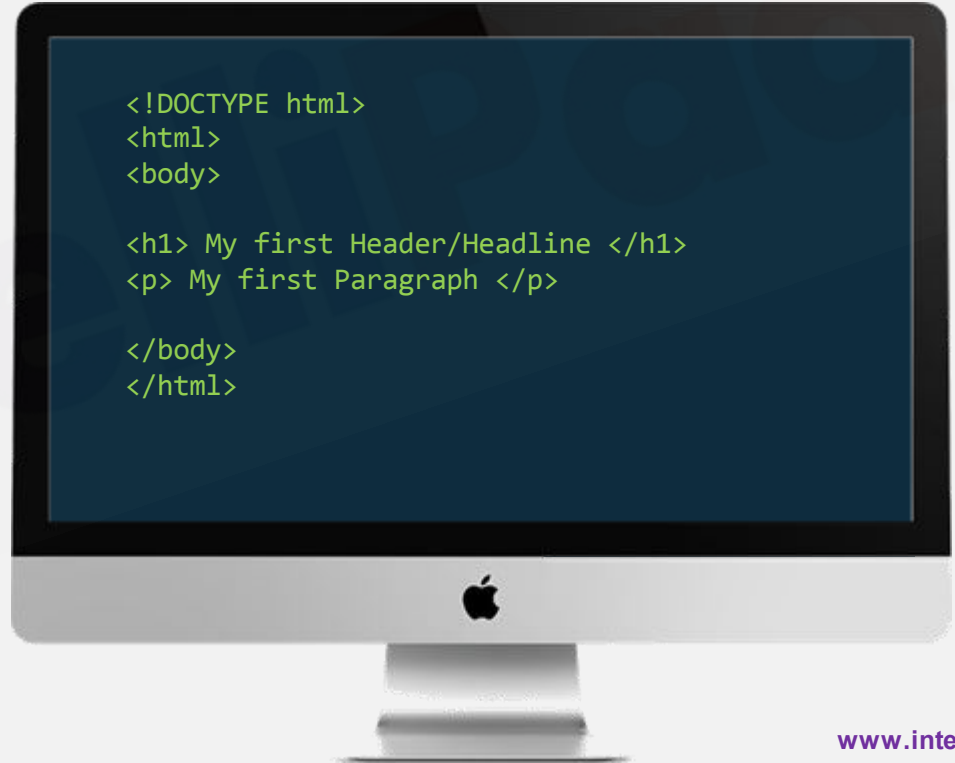 <!DOCTYPE html>
<html>
<body>
<h1> My first Header/Headline </h1>
<p> My first Paragraph </p>
</body>
</html>
www.inte